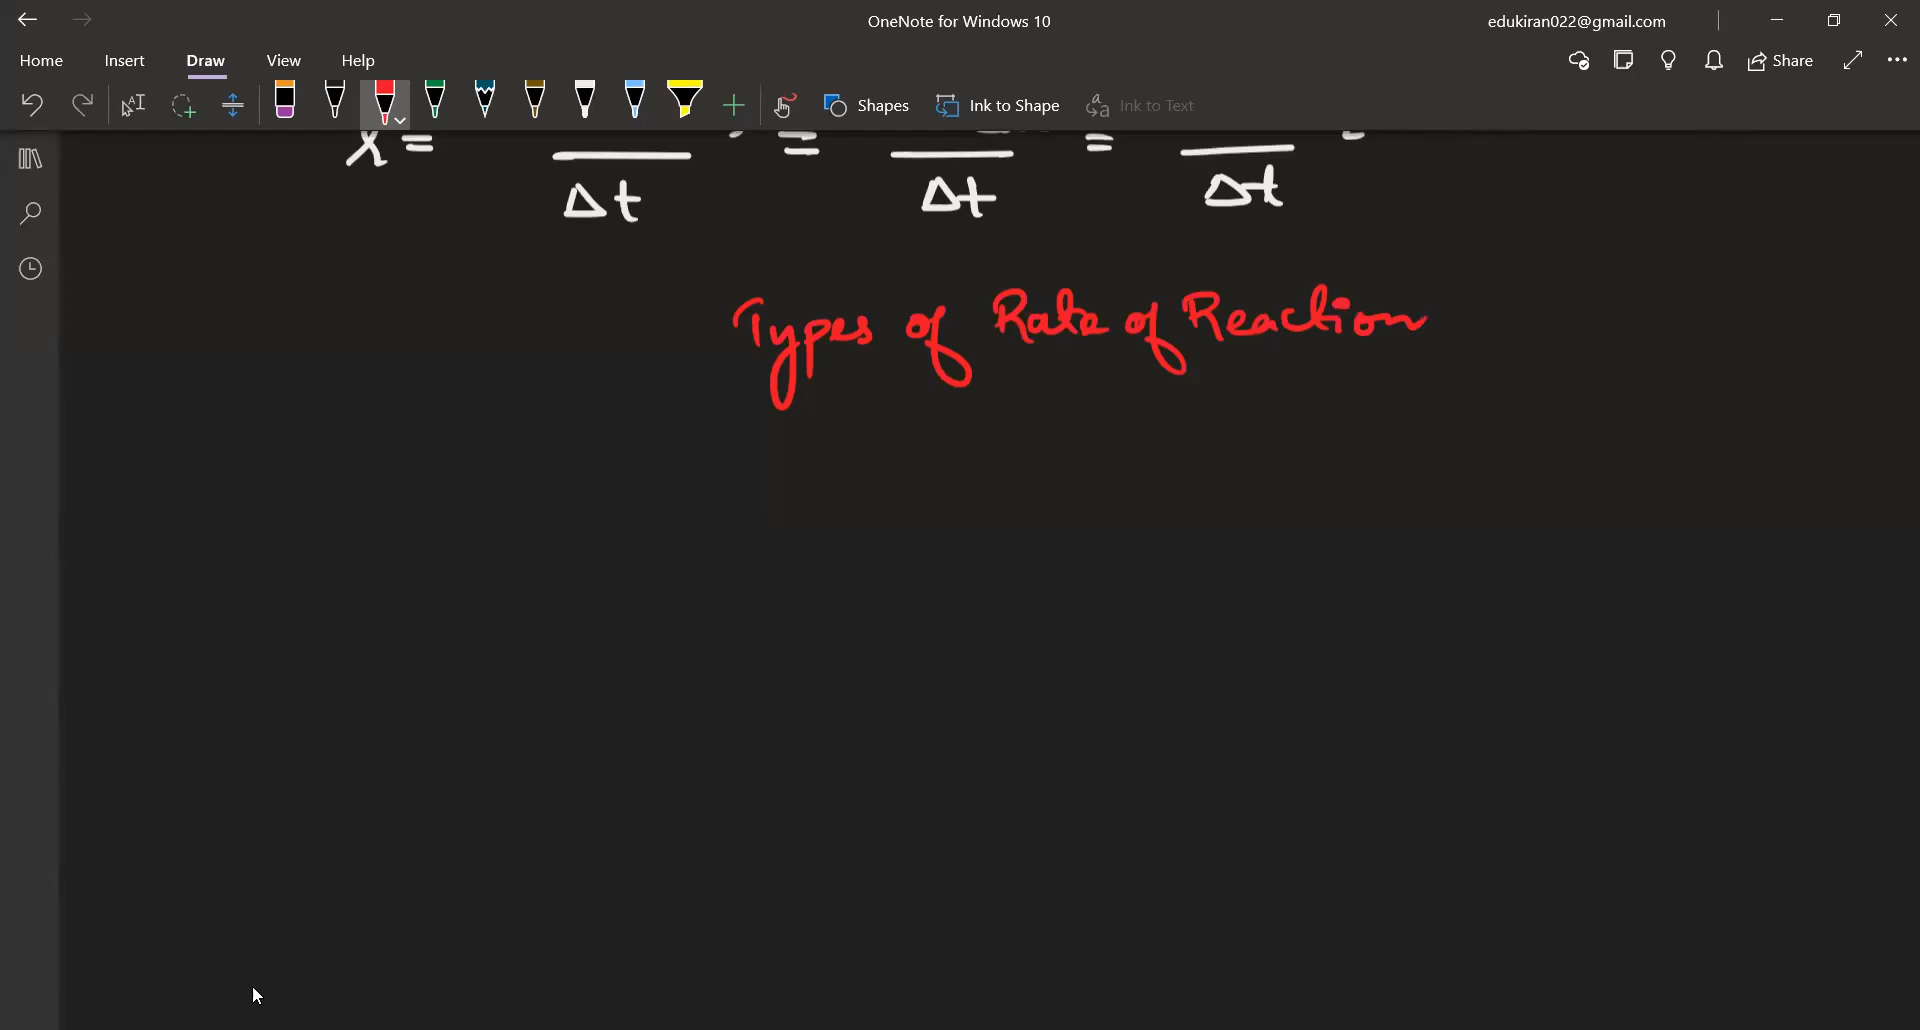 OneNote for Windows 10 edukiran022@gmail.com
Home Insert Draw View Help Share
Shapes Ink to Shape Ink to Text
x = = =
Δt Δt Δt
Types of Rate of Reaction